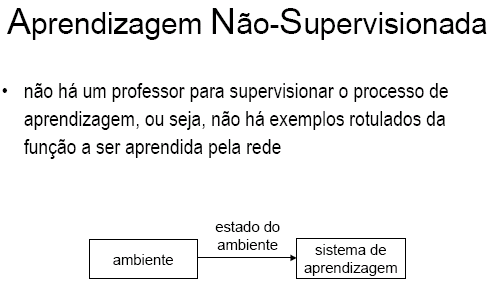 Aprendizagem Não-Supervisionada
• não há um professor para supervisionar o processo de
aprendizagem, ou seja, não há exemplos rotulados da
função a ser aprendida pela rede
estado do
ambiente
ambiente
sistema de
aprendizagem